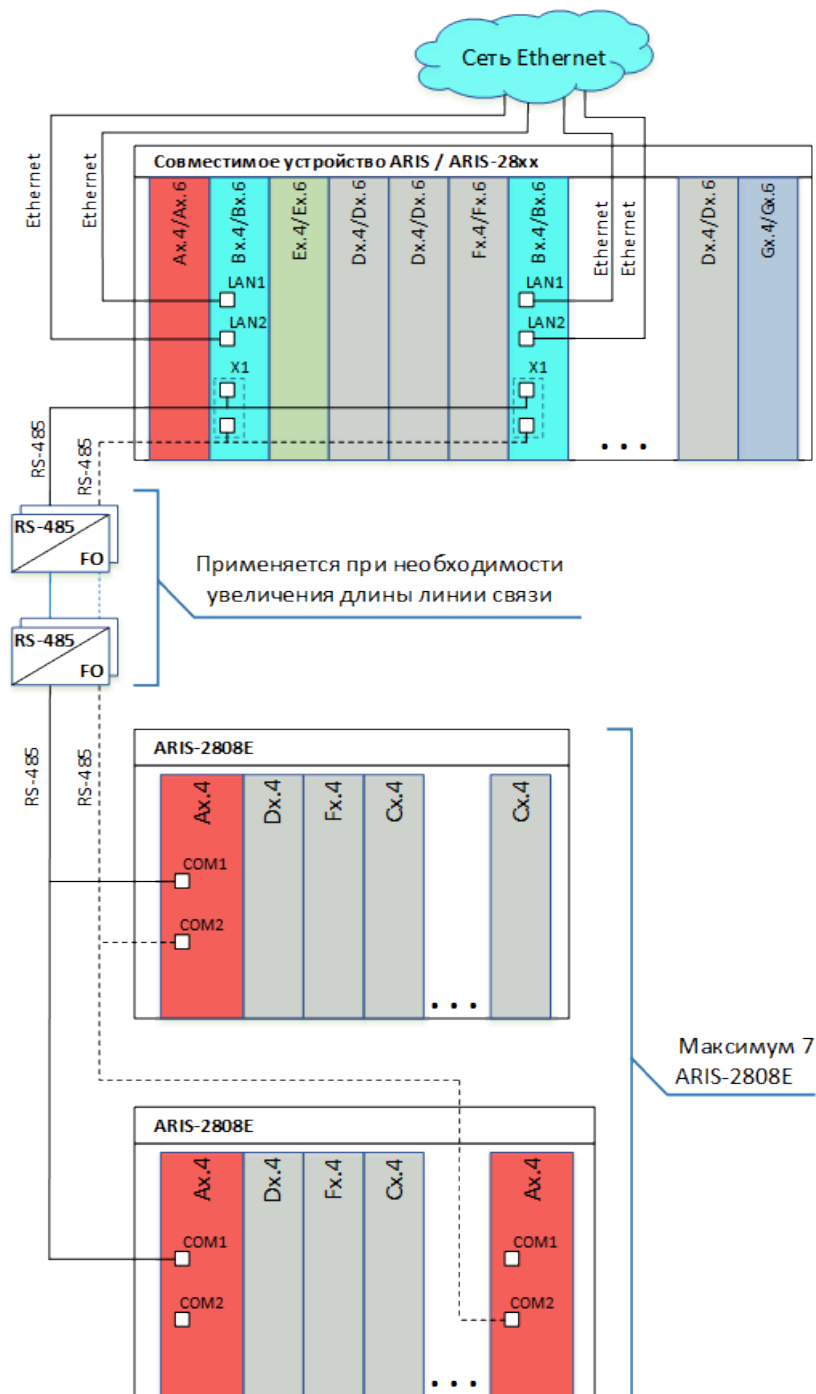 Сеть Ethernet
Ethernet
Ethernet
Совместимое устройство ARIS / ARIS-28xx
Ax.4/Ax.6
Bx.4/Bx.6
Ex.4/Ex.6
Dx.4/Dx.6
Dx.4/Dx.6
Fx.4/Fx.6
Bx.4/Bx.6
Ethernet
Ethernet
Dx.4/Dx.6
Gx.4/Gx.6
LAN1
LAN1
LAN2
LAN2
X1
X1
...
RS-485
RS-485
RS-485
FO
Применяется при необходимости
увеличения длины линии связи
RS-485
FO
RS-485
RS-485
ARIS-2808E
Ax.4
Dx.4
Fx.4
Cx.4
Cx.4
COM1
COM2
...
Максимум 7
ARIS-2808E
ARIS-2808E
Ax.4
Dx.4
Fx.4
Cx.4
Ax.4
COM1
COM1
COM2
COM2
...